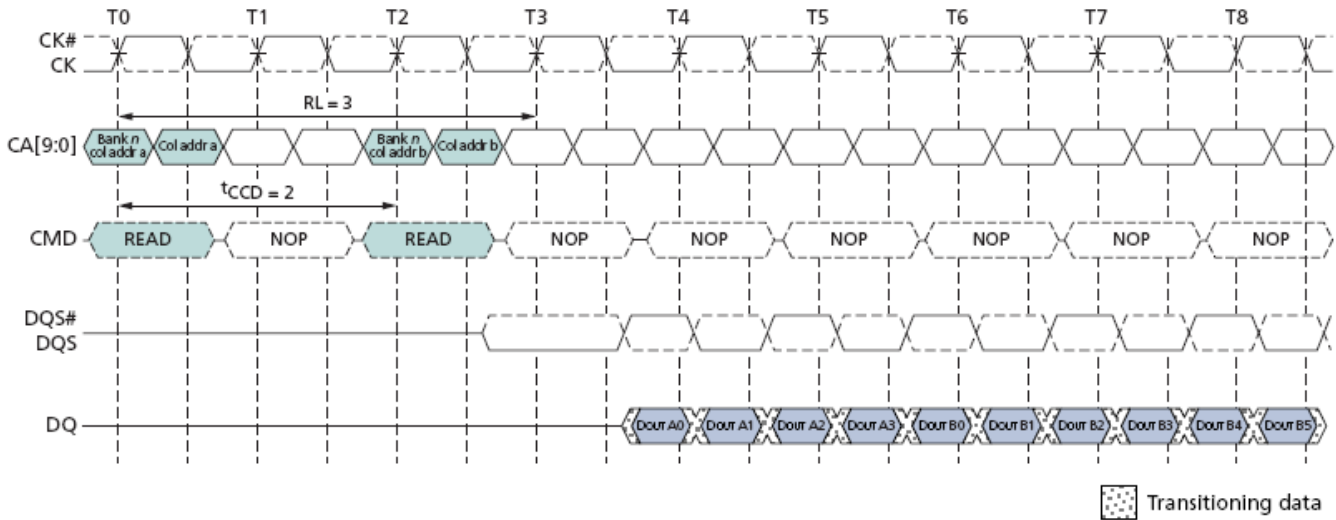 T0 T1 T2 T3 T4 T5 T6 T7 T8
CK#
CK
RL = 3
CA[9:0] Bank n col addr a Col addr a Bank n col addr b Col addr b
tCCD = 2
CMD READ NOP READ NOP NOP NOP NOP NOP NOP
DQS#
DQS
DQ DOUT A0 DOUT A1 DOUT A2 DOUT A3 DOUT B0 DOUT B1 DOUT B2 DOUT B3 DOUT B4 DOUT B5
Transitioning data